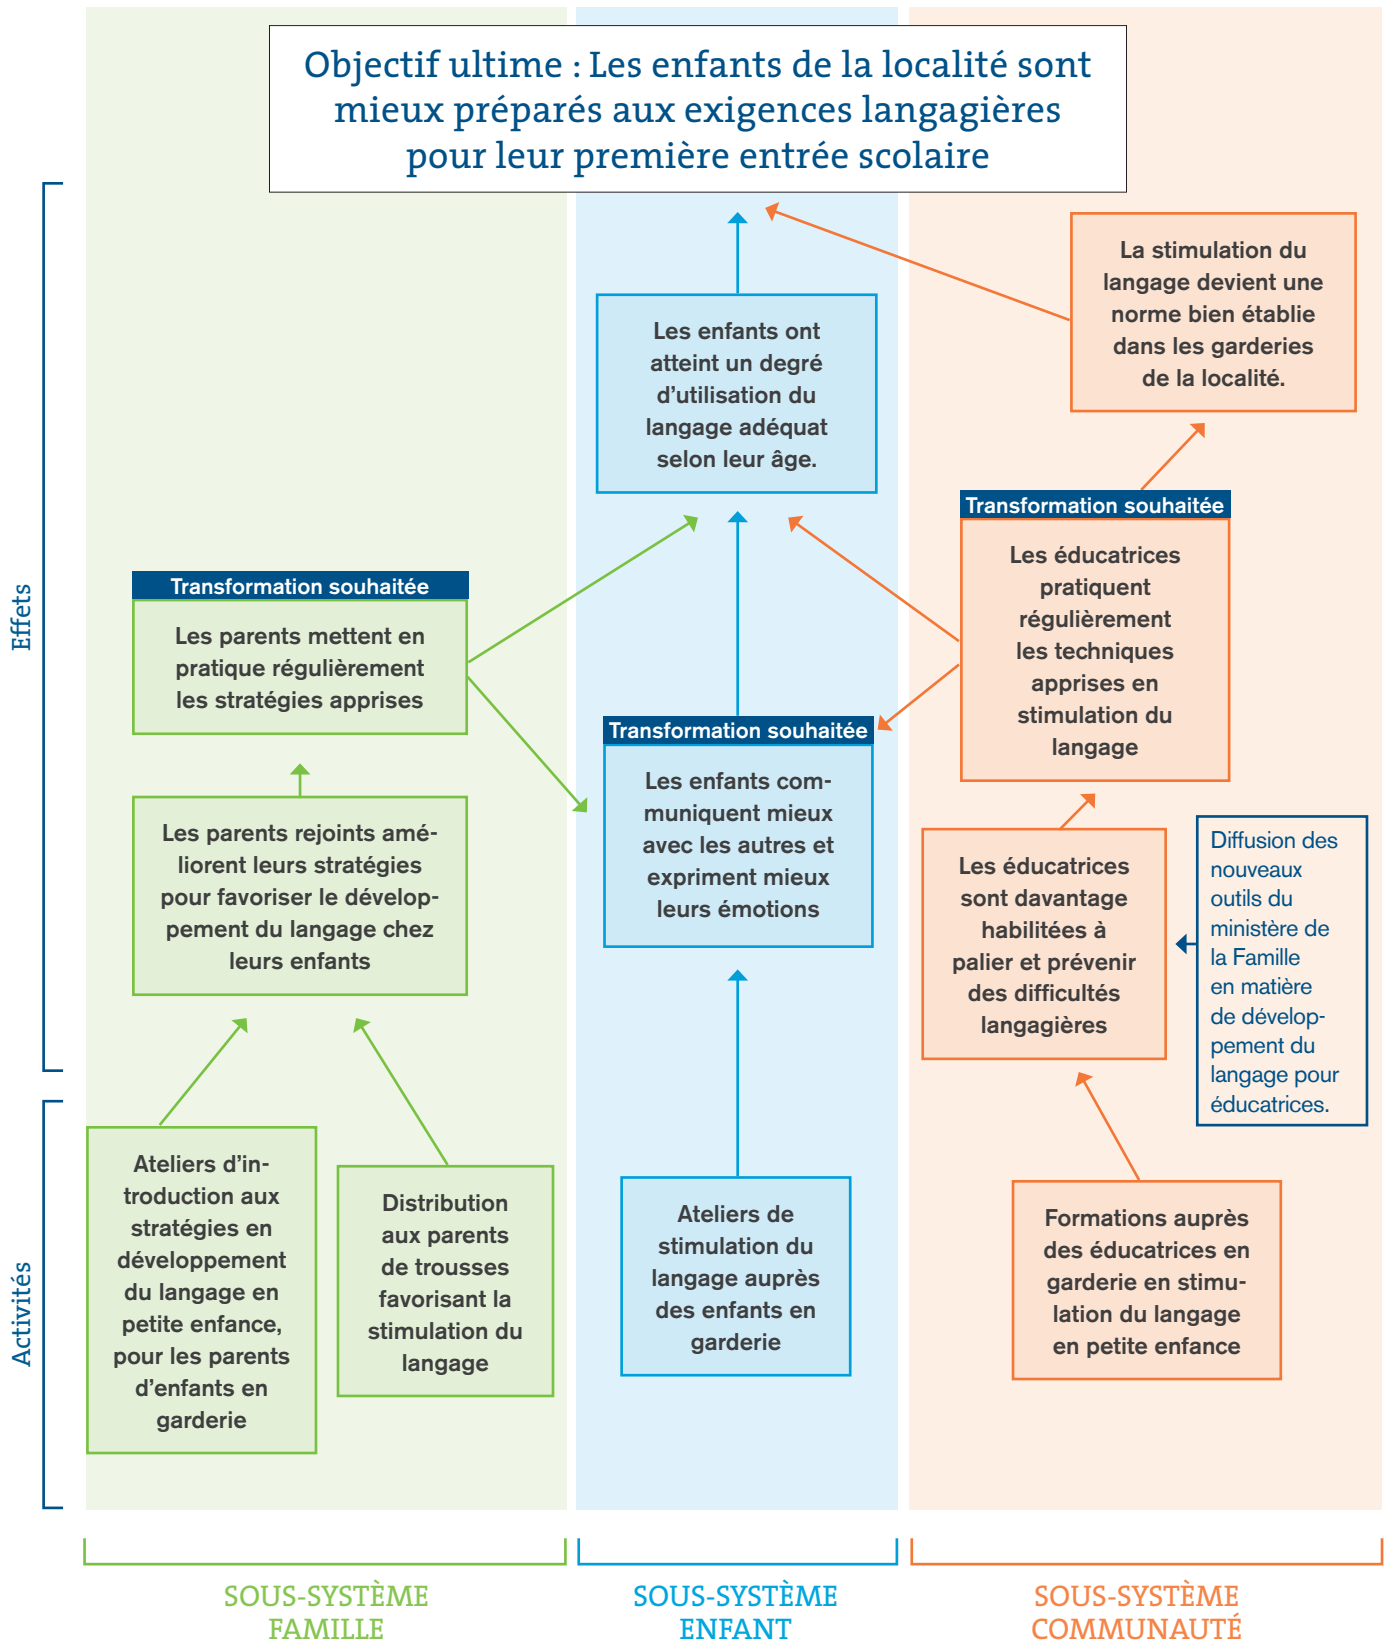 Objectif ultime : Les enfants de la localité sont
mieux préparés aux exigences langagières
pour leur première entrée scolaire
Effets
La stimulation du
langage devient une
norme bien établie
dans les garderies
de la localité.
Les enfants ont
atteint un degré
d’utilisation du
langage adéquat
selon leur âge.
Transformation souhaitée
Les éducatrices
pratiquent
régulièrement
les techniques
apprises en
stimulation du
langage
Transformation souhaitée
Les parents mettent en
pratique régulièrement
les stratégies apprises
Transformation souhaitée
Les enfants com-
muniquent mieux
avec les autres et
expriment mieux
leurs émotions
Les parents rejoints amé-
liorent leurs stratégies
pour favoriser le dévelop-
pement du langage chez
leurs enfants
Les éducatrices
sont davantage
habilitées à
palier et prévenir
des difficultés
langagières
Diffusion des
nouveaux
outils du
ministère de
la Famille
en matière
de dévelop-
pement du
langage pour
éducatrices.
Activités
Ateliers d’in-
troduction aux
stratégies en
développement
du langage en
petite enfance,
pour les parents
d’enfants en
garderie
Distribution
aux parents
de trousses
favorisant la
stimulation du
langage
Ateliers de
stimulation du
langage auprès
des enfants en
garderie
Formations auprès
des éducatrices en
garderie en stimu-
lation du langage
en petite enfance
SOUS-SYSTÈME
FAMILLE
SOUS-SYSTÈME
ENFANT
SOUS-SYSTÈME
COMMUNAUTÉ